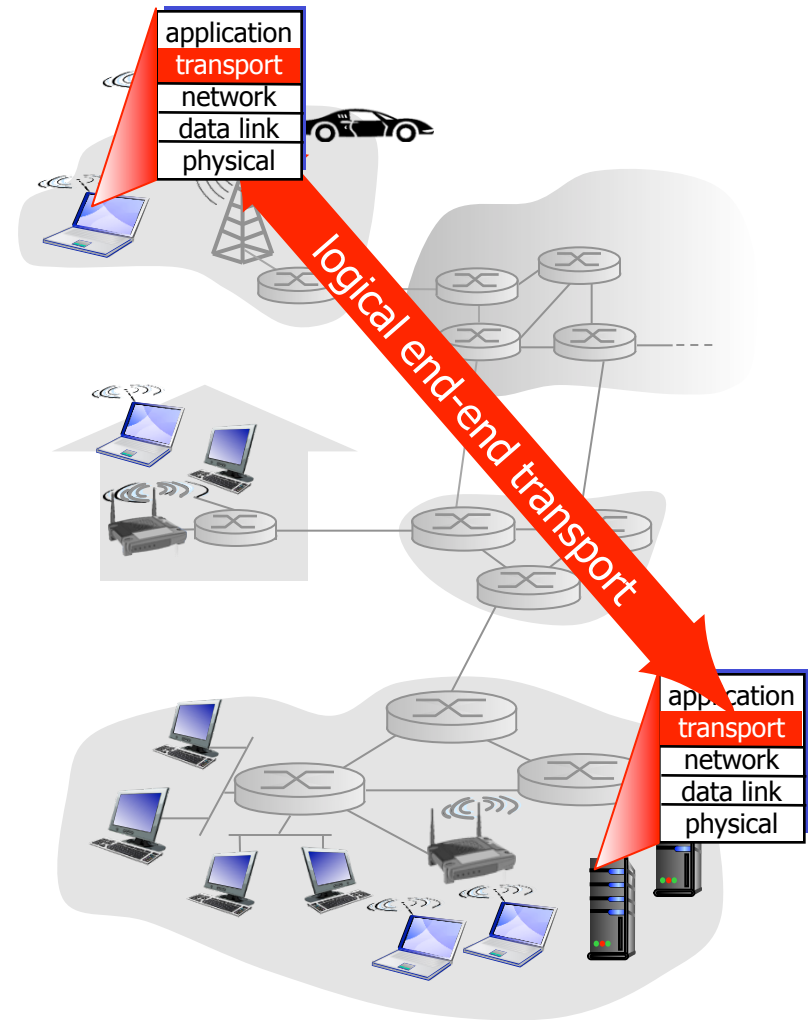 application
transport
network
data link
physical
logical end-end transport
application
transport
network
data link
physical